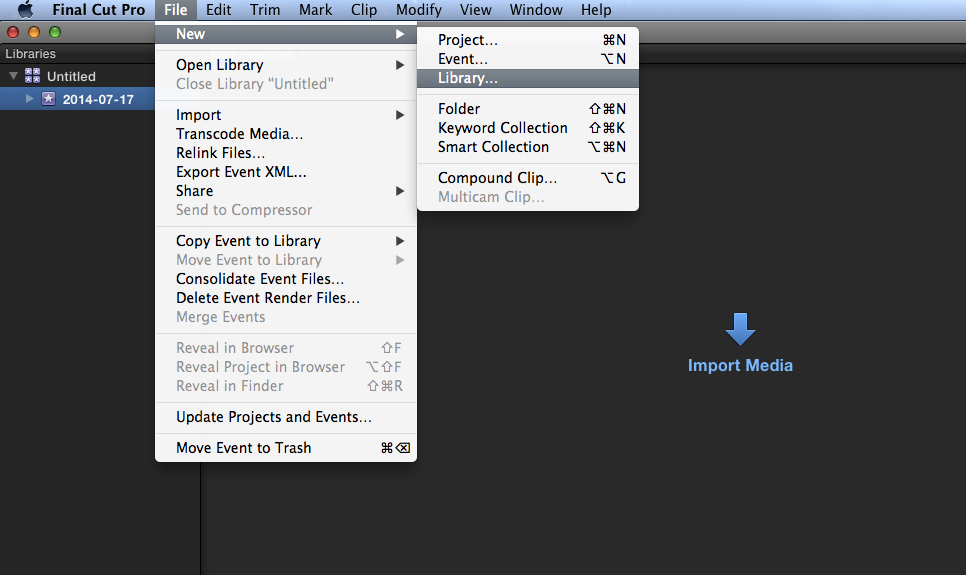 Final Cut Pro File Edit Trim Mark Clip Modify View Window Help
Libraries
Untitled
2014-07-17
New
Open Library
Close Library "Untitled"
Import
Transcode Media...
Relink Files...
Export Event XML...
Share
Send to Compressor
Copy Event to Library
Move Event to Library
Consolidate Event Files...
Delete Event Render Files...
Merge Events
Reveal in Browser ⇧F
Reveal Project in Browser ⌥⇧F
Reveal in Finder ⇧⌘R
Update Projects and Events...
Move Event to Trash ⌘⌫
Project... ⌘N
Event... ⌥N
Library...
Folder ⇧⌘N
Keyword Collection ⇧⌘K
Smart Collection ⌥⌘N
Compound Clip... ⌥G
Multicam Clip...
Import Media